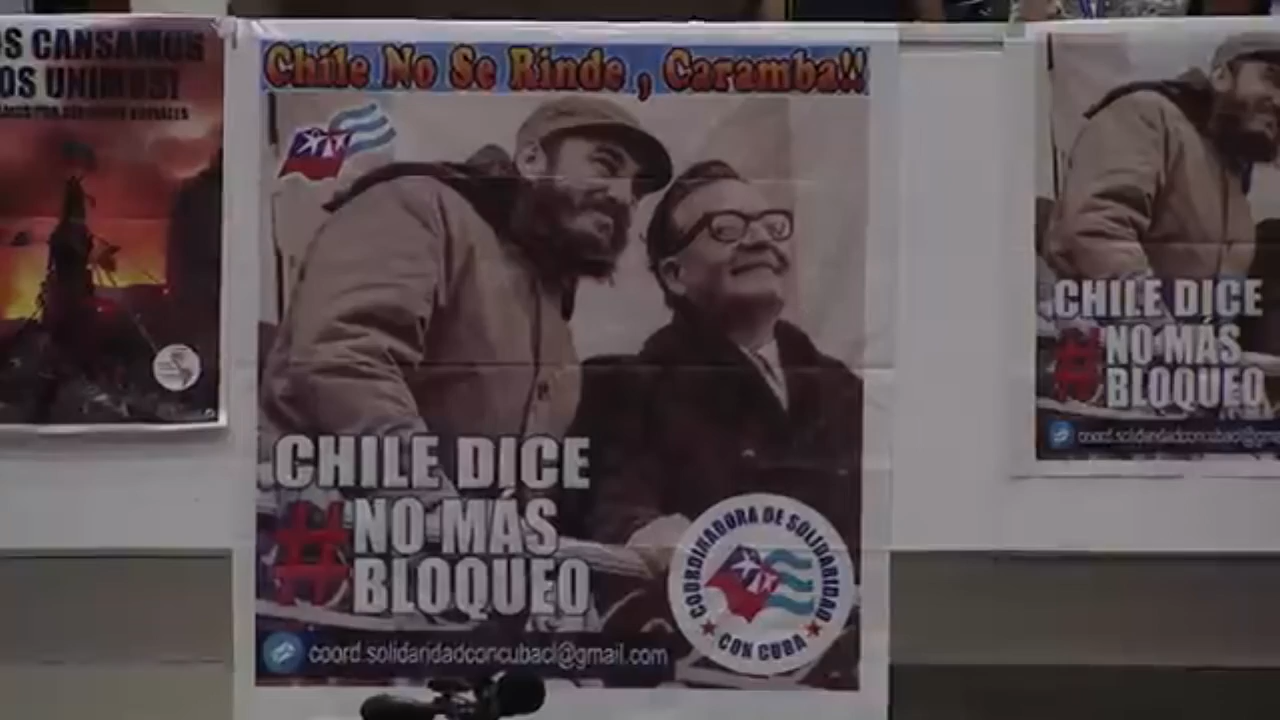 OS CANSAMOS
OS UNIMOS!
Chile No Se Rinde , Caramba!!
CHILE DICE
#NO MÁS
BLOQUEO
COORDINADORA DE SOLIDARIDAD
CON CUBA
coord.solidaridadconcubacl@gmail.com
CHILE DICE
#NO MÁS
BLOQUEO
coord.solidaridadconcubacl@gma